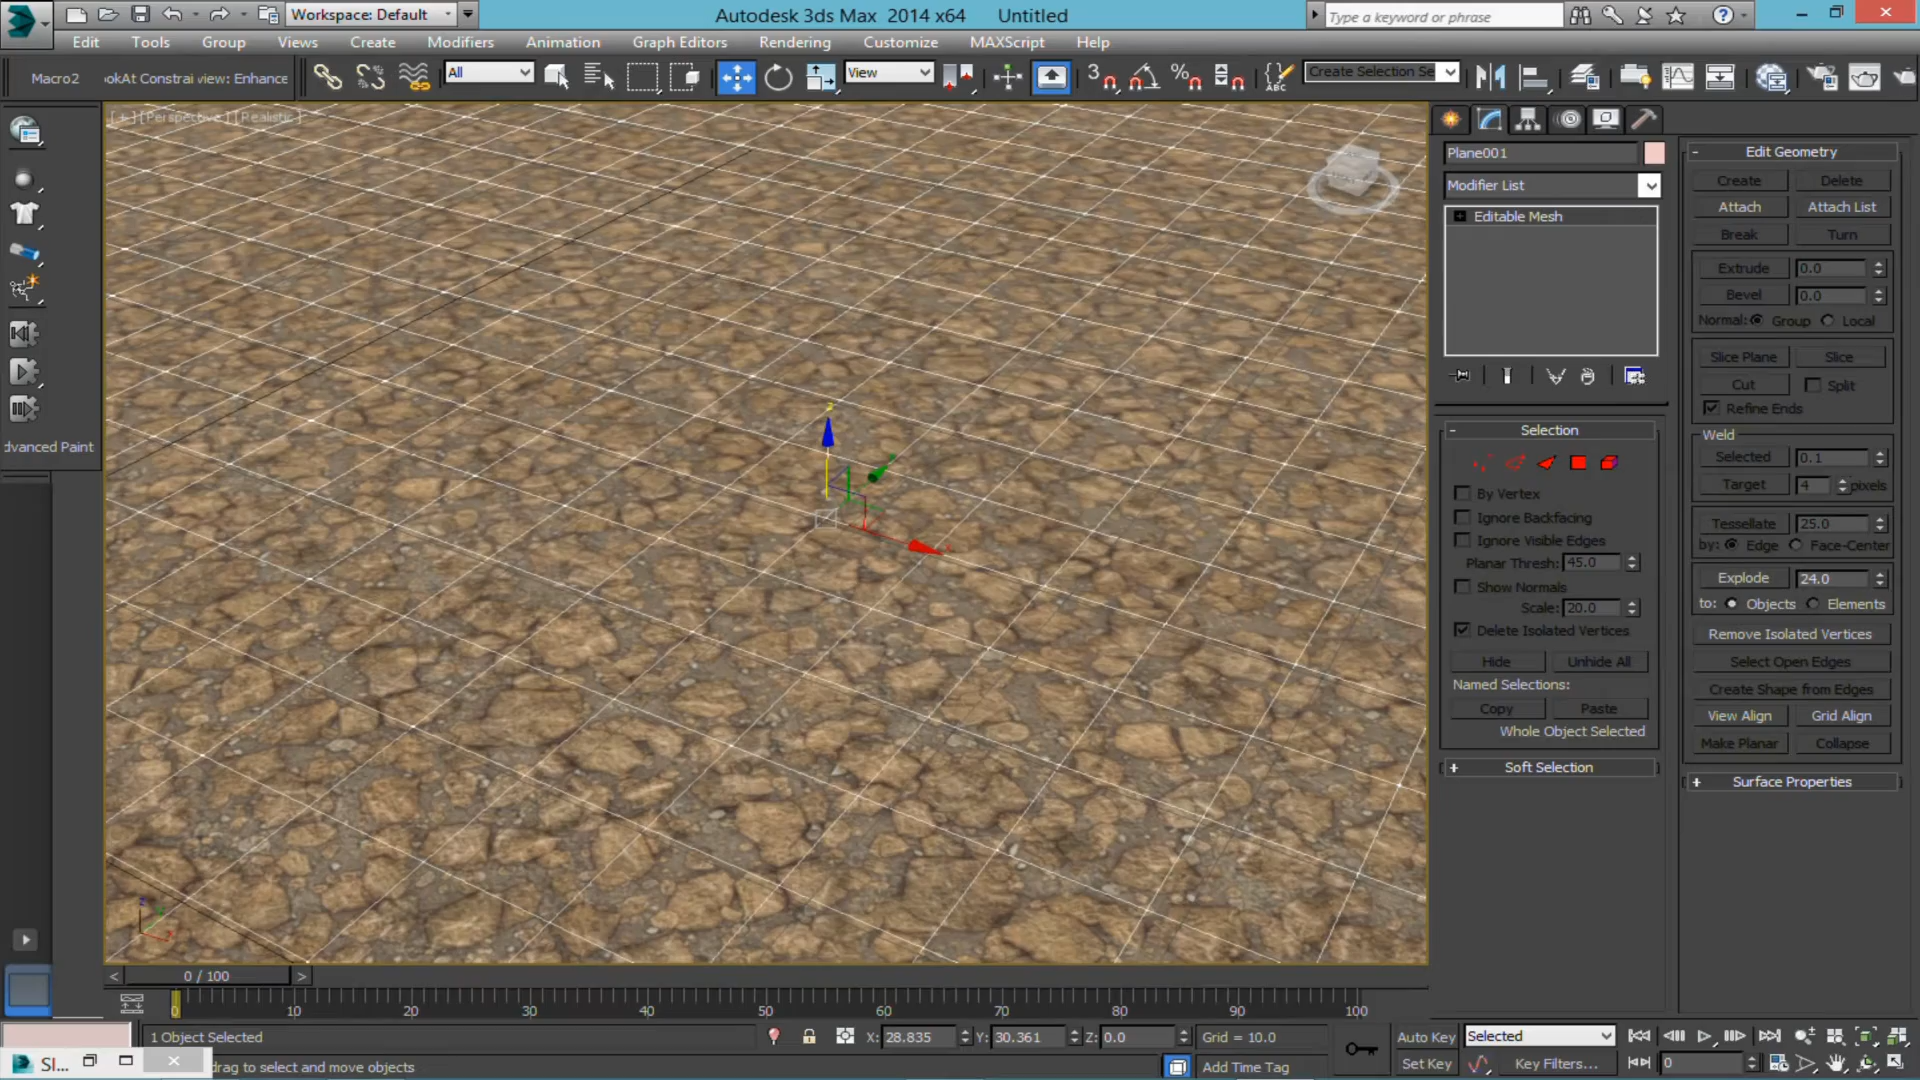 Workspace: Default
Autodesk 3ds Max 2014 x64 Untitled
Type a keyword or phrase
Edit Tools Group Views Create Modifiers Animation Graph Editors Rendering Customize MAXScript Help
Macro2 ookAt Constrai view: Enhance
All
View
3
ABC
Create Selection Se
[+][Perspective][Realistic]
Plane001
Modifier List
Editable Mesh
- Selection
By Vertex
Ignore Backfacing
Ignore Visible Edges
Planar Thresh: 45.0
Show Normals
Scale: 20.0
Delete Isolated Vertices
Hide Unhide All
Named Selections:
Copy Paste
Whole Object Selected
+ Soft Selection
- Edit Geometry
Create Delete
Attach Attach List
Break Turn
Extrude 0.0
Bevel 0.0
Normal: Group Local
Slice Plane Slice
Cut Split
Refine Ends
Weld
Selected 0.1
Target 4 pixels
Tessellate 25.0
by: Edge Face-Center
Explode 24.0
to: Objects Elements
Remove Isolated Vertices
Select Open Edges
Create Shape from Edges
View Align Grid Align
Make Planar Collapse
+ Surface Properties
dvanced Paint
< 0 / 100 >
0 10 20 30 40 50 60 70 80 90 100
1 Object Selected
X: 28.835 Y: 30.361 Z: 0.0 Grid = 10.0
Auto Key Selected
Sl...
drag to select and move objects
Add Time Tag
Set Key Key Filters... 0